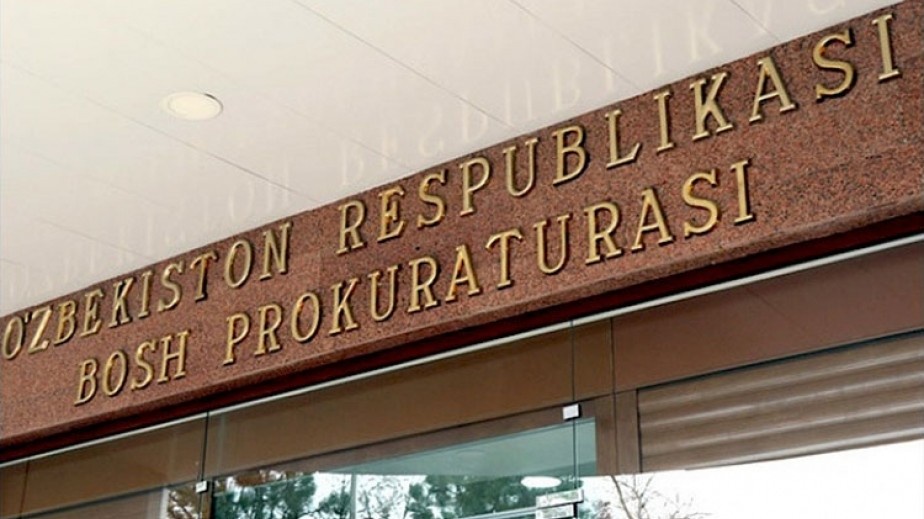 O'ZBEKISTON RESPUBLIKASI
BOSH PROKURATURASI